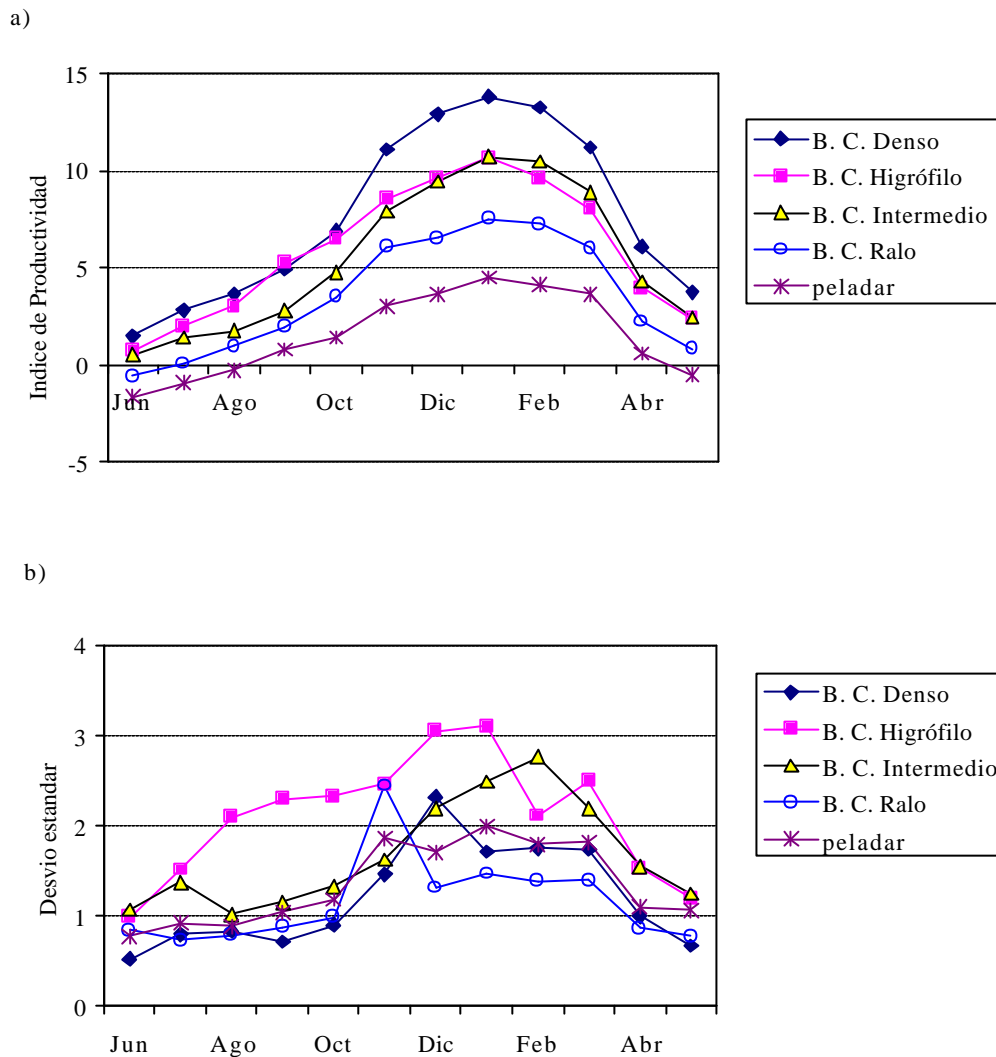 a)
15
10
5
0
-5
Indice de Productividad
Jun
Ago
Oct
Dic
Feb
Abr
B. C. Denso
B. C. Higrófilo
B. C. Intermedio
B. C. Ralo
peladar
b)
4
3
2
1
0
Desvio estandar
Jun
Ago
Oct
Dic
Feb
Abr
B. C. Denso
B. C. Higrófilo
B. C. Intermedio
B. C. Ralo
peladar